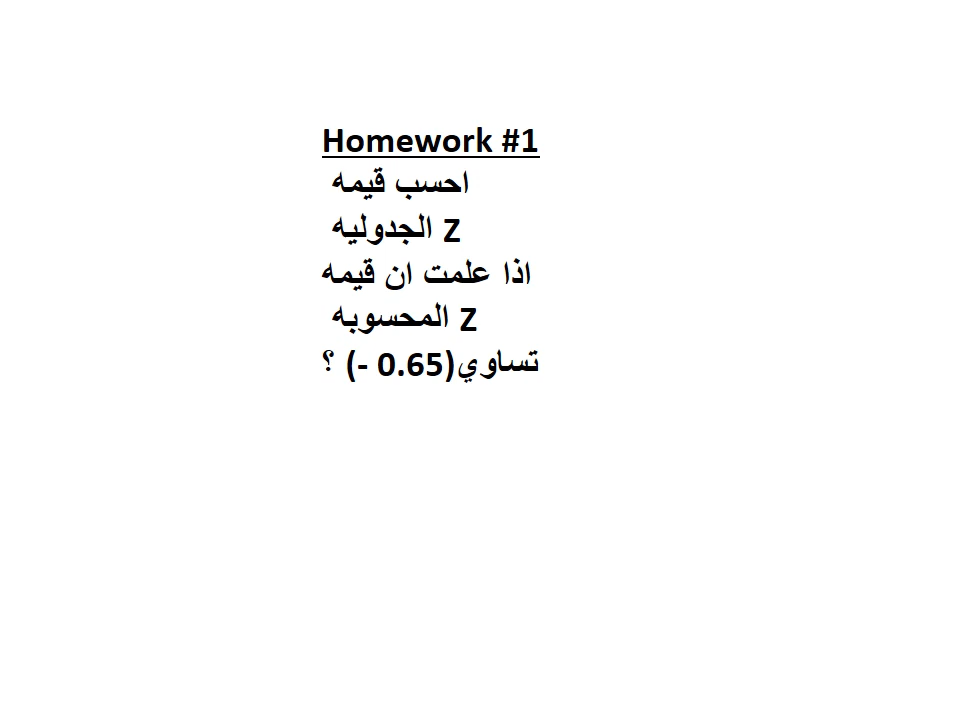 Homework #1
احسب قيمه
Z الجدوليه
اذا علمت ان قيمه
Z المحسوبه
تساوي(0.65 -) ؟